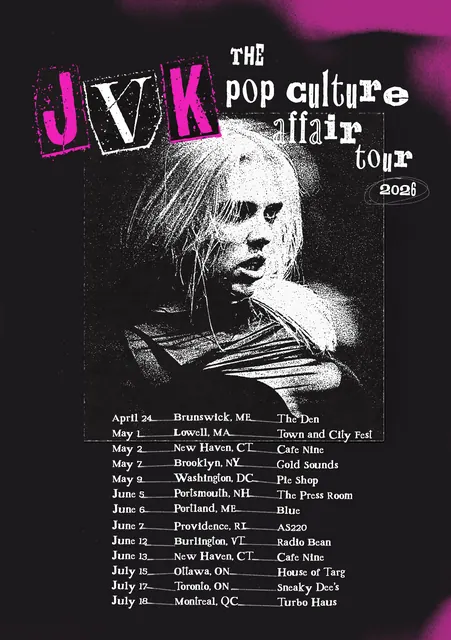 JVK
THE
pop culture
affair
tour
2026
April 24 Brunswick, ME The Den
May 1 Lowell, MA Town and City Fest
May 2 New Haven, CT Cafe Nine
May 7 Brooklyn, NY Gold Sounds
May 9 Washington, DC Pie Shop
June 5 Portsmouth, NH The Press Room
June 6 Portland, ME Blue
June 7 Providence, RI AS220
June 12 Burlington, VT Radio Bean
June 13 New Haven, CT Cafe Nine
July 15 Ottawa, ON House of Targ
July 17 Toronto, ON Sneaky Dee's
July 18 Montreal, QC Turbo Haus